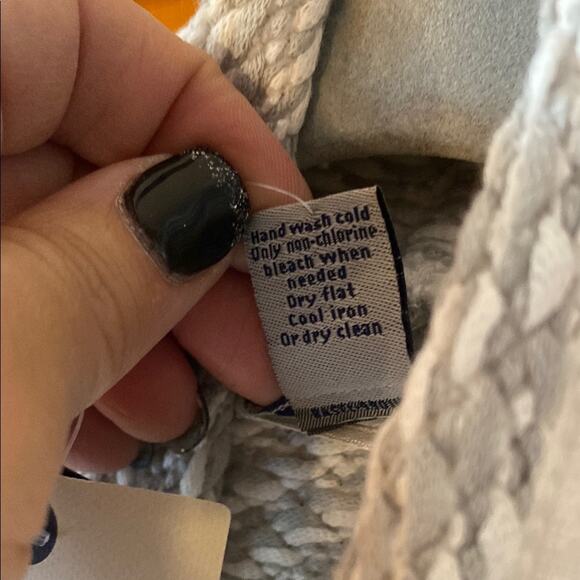 Hand wash cold
Only non-chlorine
bleach when
needed
Dry flat
Cool iron
Or dry clean